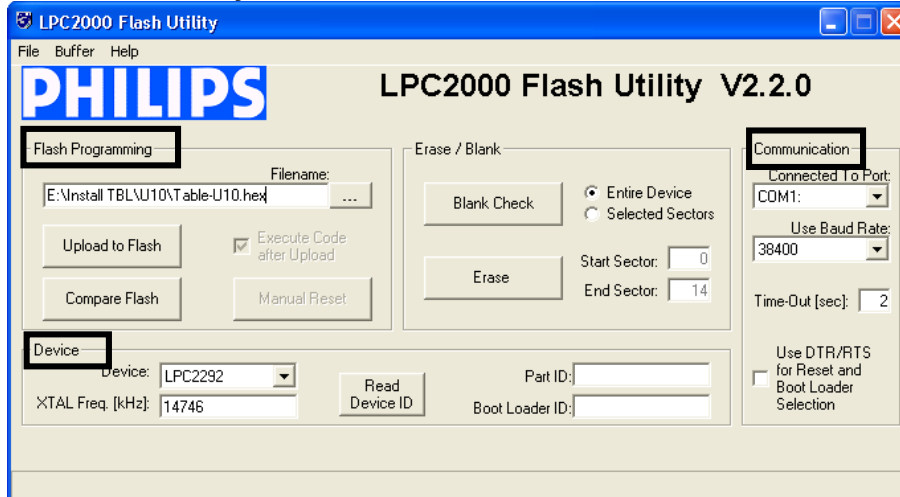 LPC2000 Flash Utility
File Buffer Help
PHILIPS
LPC2000 Flash Utility V2.2.0
Flash Programming
Filename:
E:\Install TBL\U10\Table-U10.hex
...
Upload to Flash
Execute Code
after Upload
Compare Flash
Manual Reset
Erase / Blank
Blank Check
Entire Device
Selected Sectors
Erase
Start Sector: 0
End Sector: 14
Communication
Connected To Port:
COM1:
Use Baud Rate:
38400
Time-Out [sec]: 2
Use DTR/RTS
for Reset and
Boot Loader
Selection
Device
Device: LPC2292
XTAL Freq. [kHz]: 14746
Read
Device ID
Part ID:
Boot Loader ID: